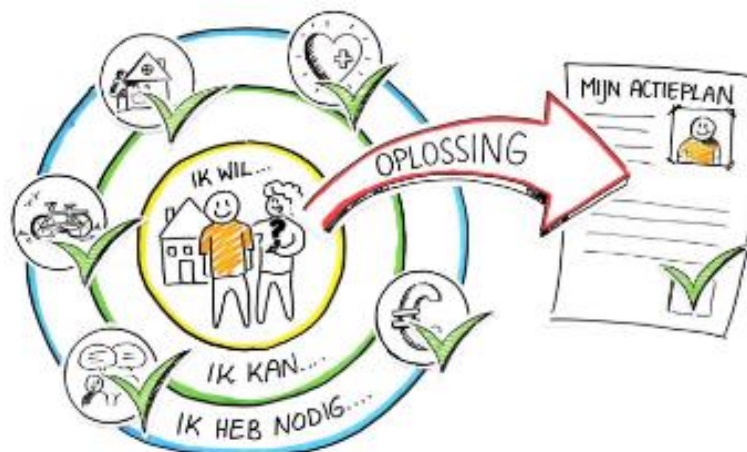 IK WIL...
IK KAN....
IK HEB NODIG....
OPLOSSING
MIJN ACTIEPLAN